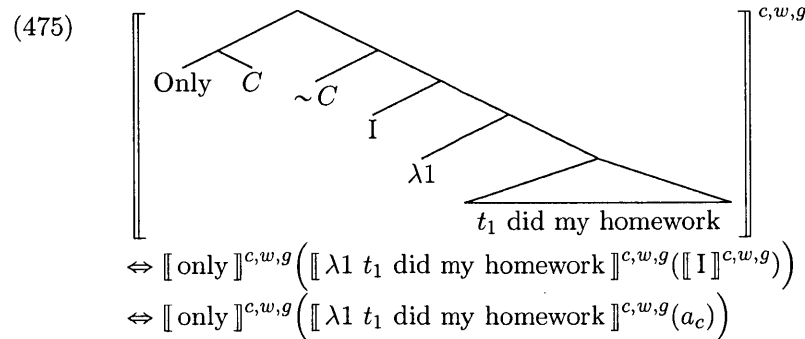 (475)
⟦ ⟧^{c,w,g}
Only C
∼ C
I
λ1
t₁ did my homework
⇔ ⟦ only ⟧^{c,w,g}(⟦ λ1 t₁ did my homework ⟧^{c,w,g}(⟦ I ⟧^{c,w,g}))
⇔ ⟦ only ⟧^{c,w,g}(⟦ λ1 t₁ did my homework ⟧^{c,w,g}(a_c))